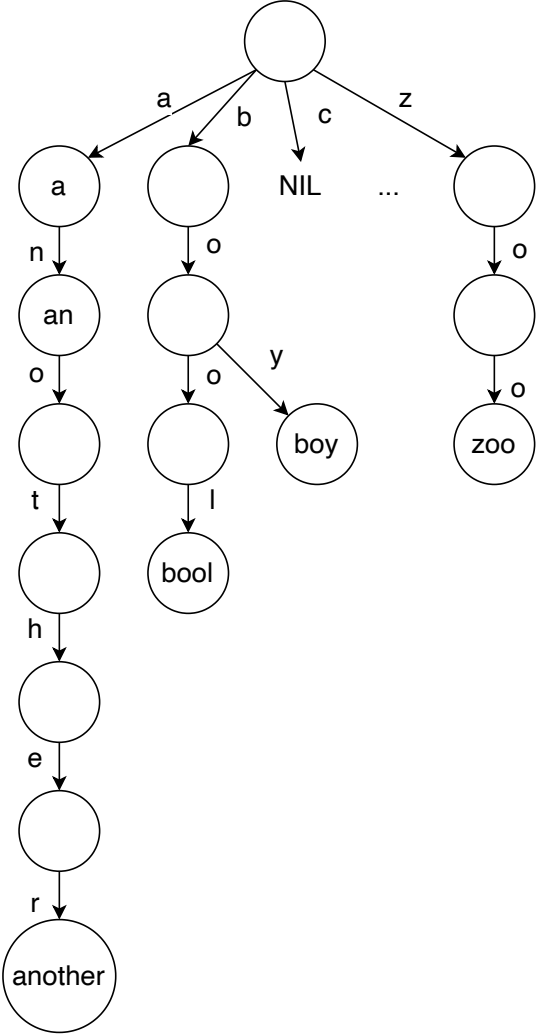 a b c z
a NIL ...
n o o
an
o o y o
boy zoo
t l
bool
h
e
r
another